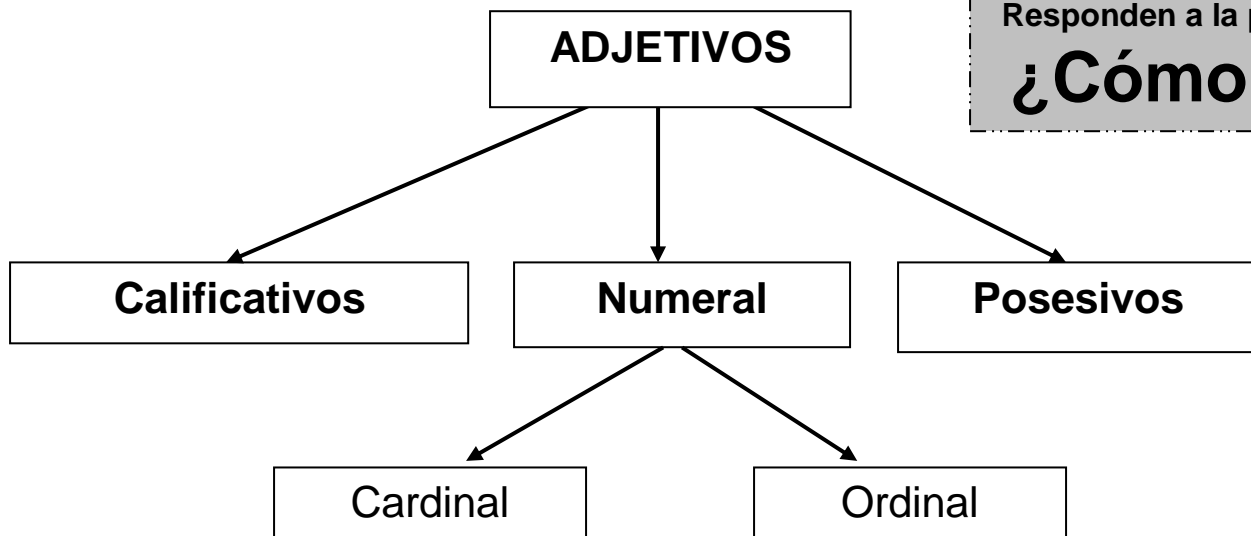 Responden a la
¿Cómo
ADJETIVOS
Calificativos
Numeral
Posesivos
Cardinal
Ordinal